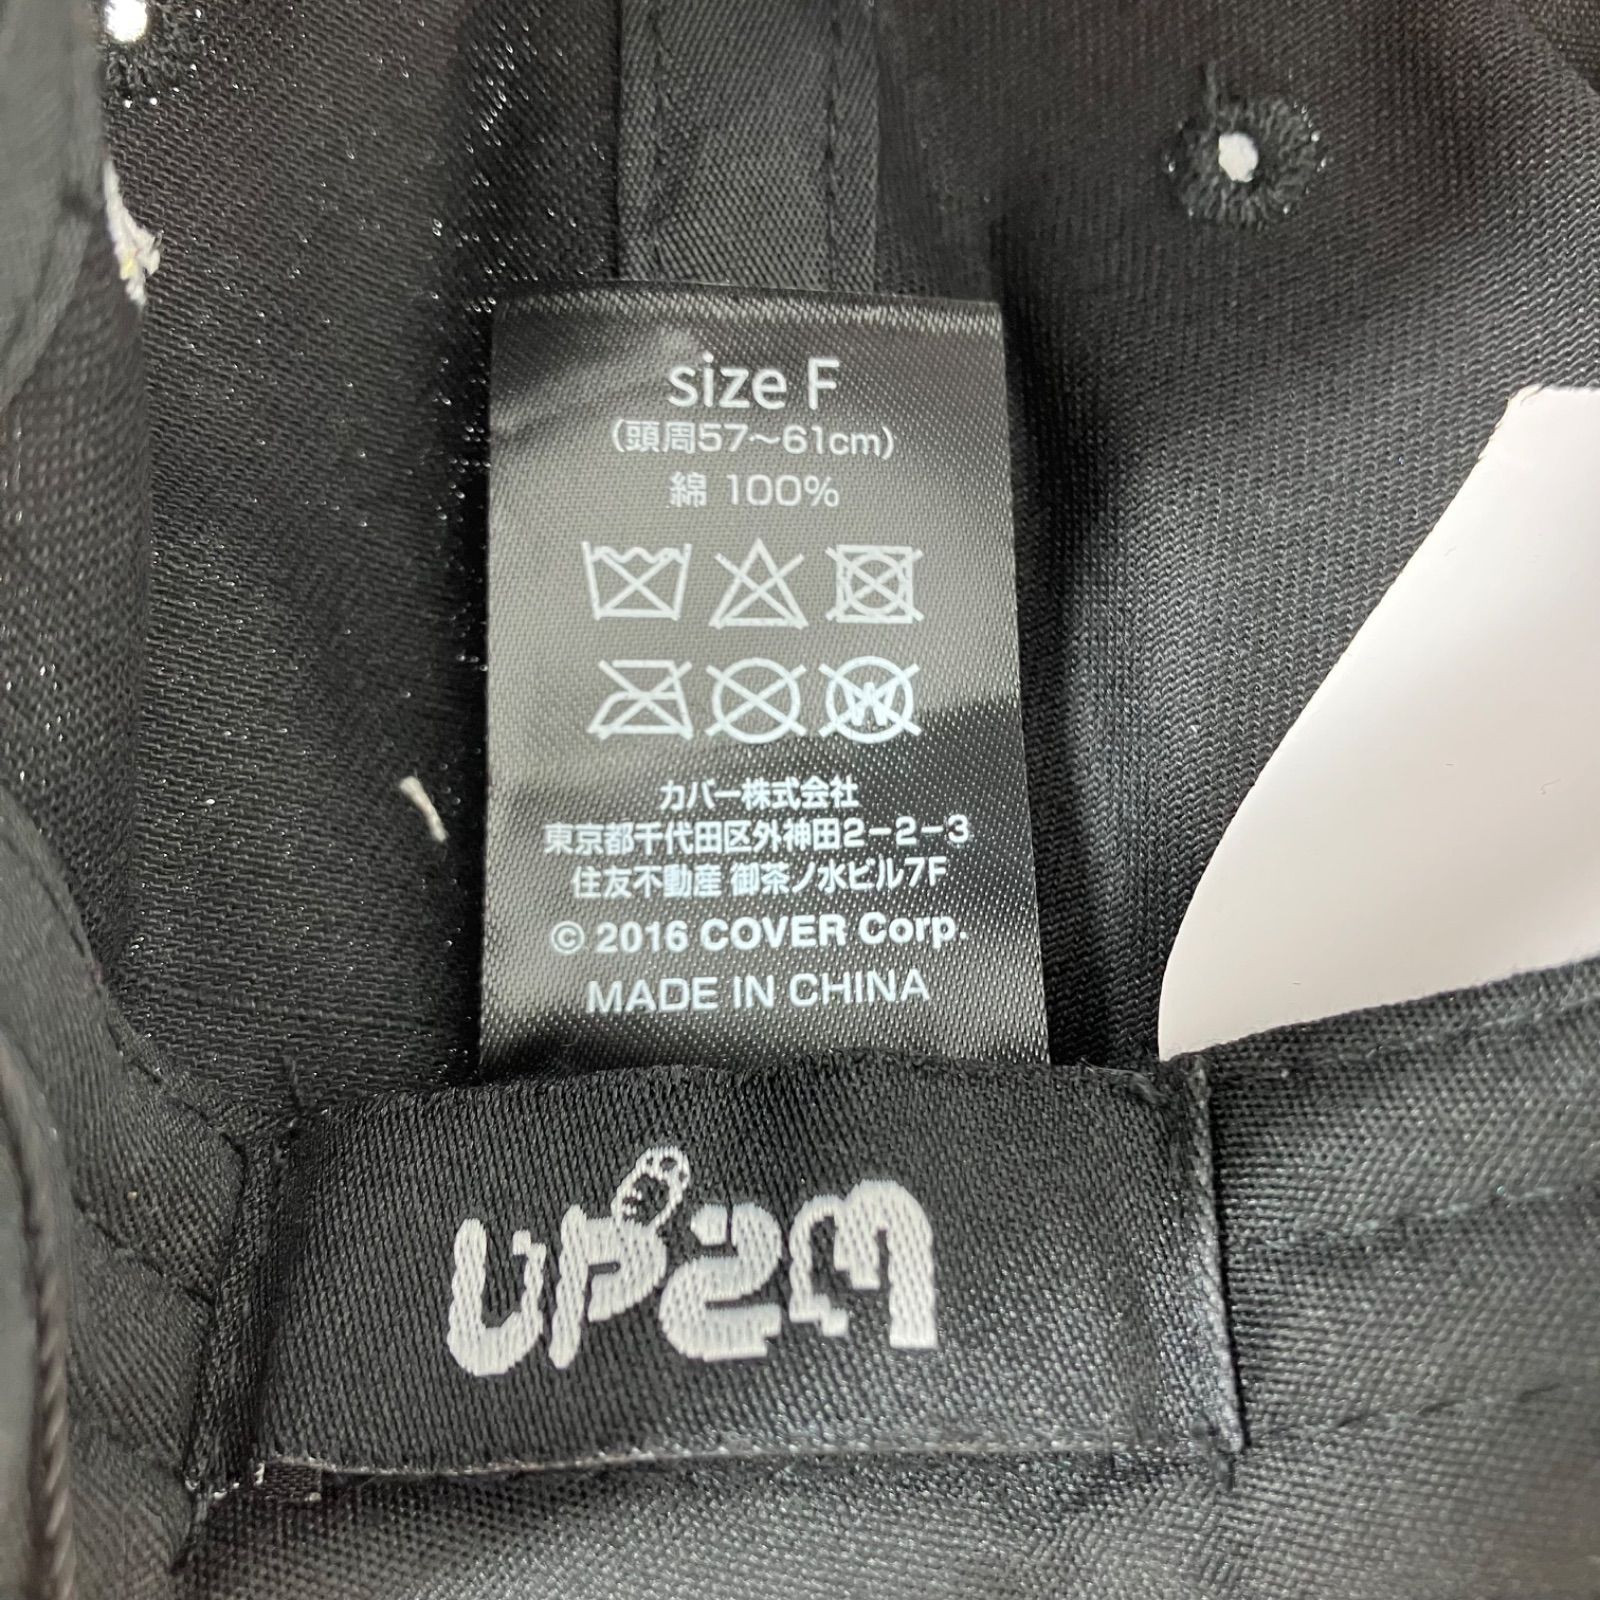 size F
（頭周57〜61cm）
綿 100%
W
カバー株式会社
東京都千代田区外神田2-2-3
住友不動産 御茶ノ水ビル7F
© 2016 COVER Corp.
MADE IN CHINA
UP2M